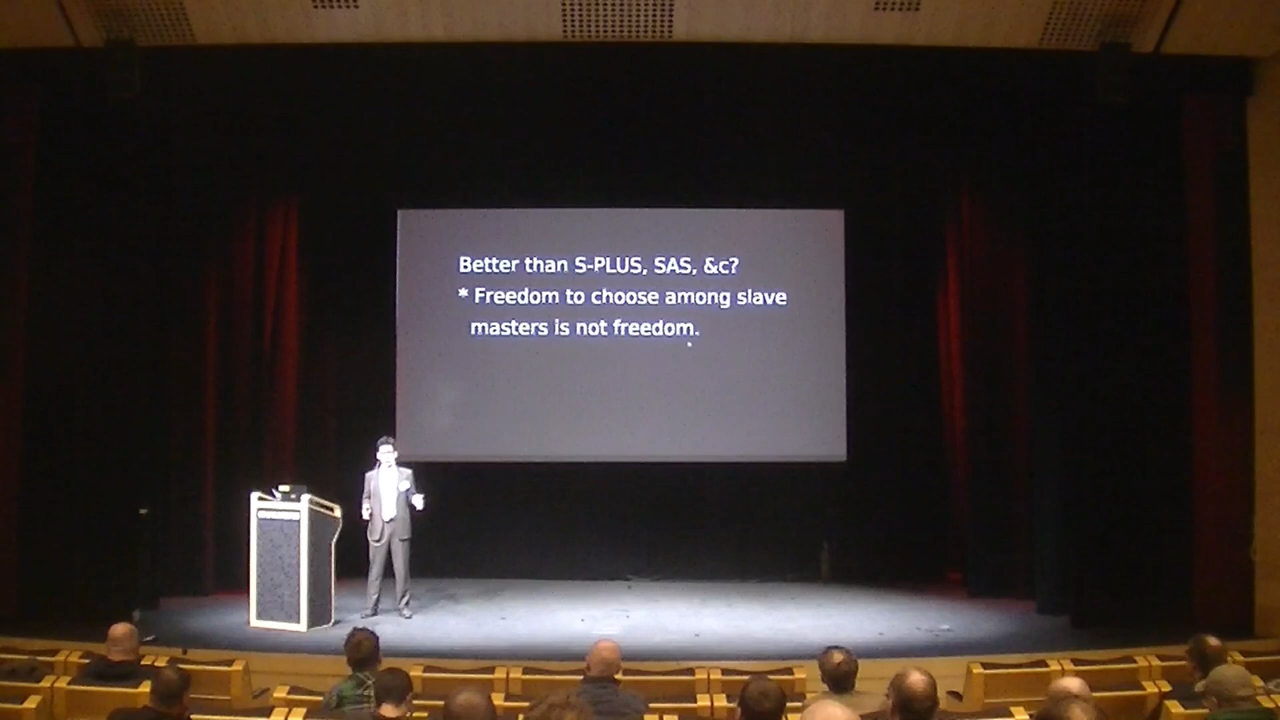 Better than S-PLUS, SAS, &c?
* Freedom to choose among slave
masters is not freedom.